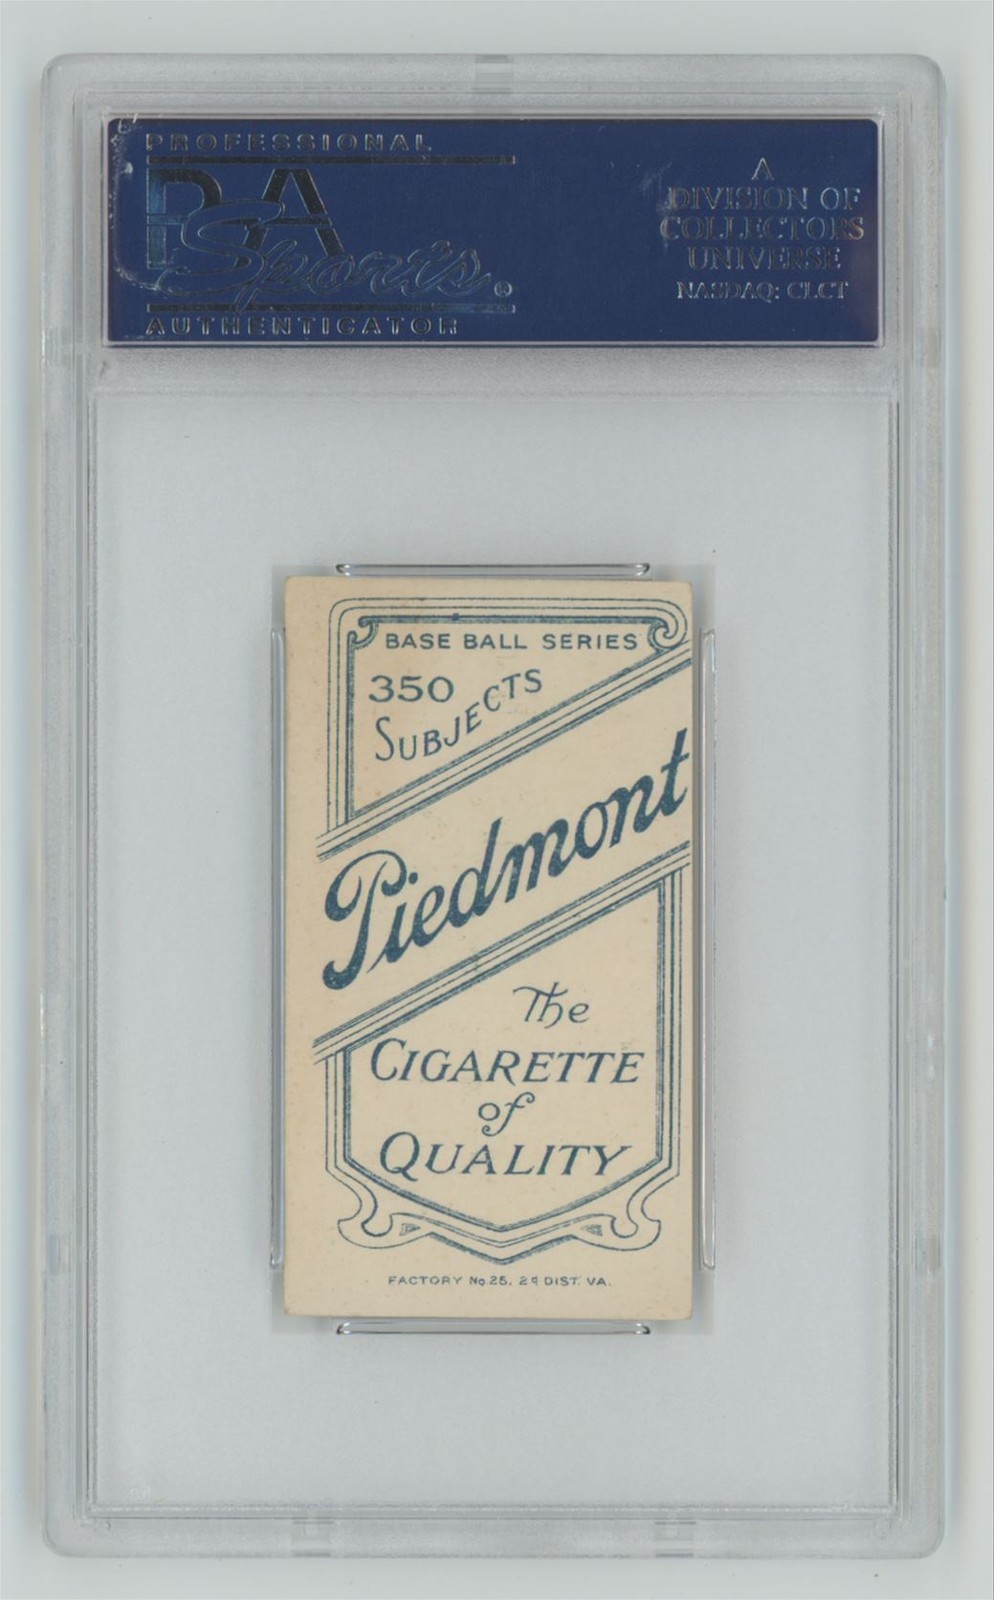 PROFESSIONAL
PSA
Sports®
AUTHENTICATOR
A
DIVISION OF
COLLECTORS
UNIVERSE
NASDAQ: CLCT
BASE BALL SERIES
350
SUBJECTS
Piedmont
The
CIGARETTE
of
QUALITY
FACTORY No. 25. 2d DIST. VA.